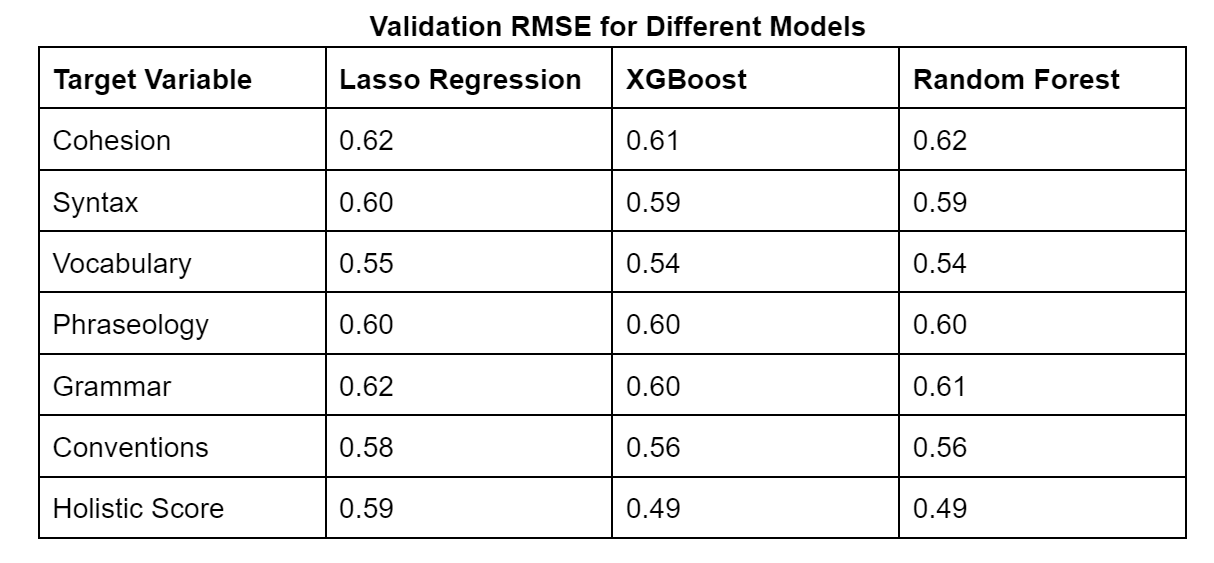 Validation RMSE for Different Models
Target Variable Lasso Regression XGBoost Random Forest
Cohesion 0.62 0.61 0.62
Syntax 0.60 0.59 0.59
Vocabulary 0.55 0.54 0.54
Phraseology 0.60 0.60 0.60
Grammar 0.62 0.60 0.61
Conventions 0.58 0.56 0.56
Holistic Score 0.59 0.49 0.49